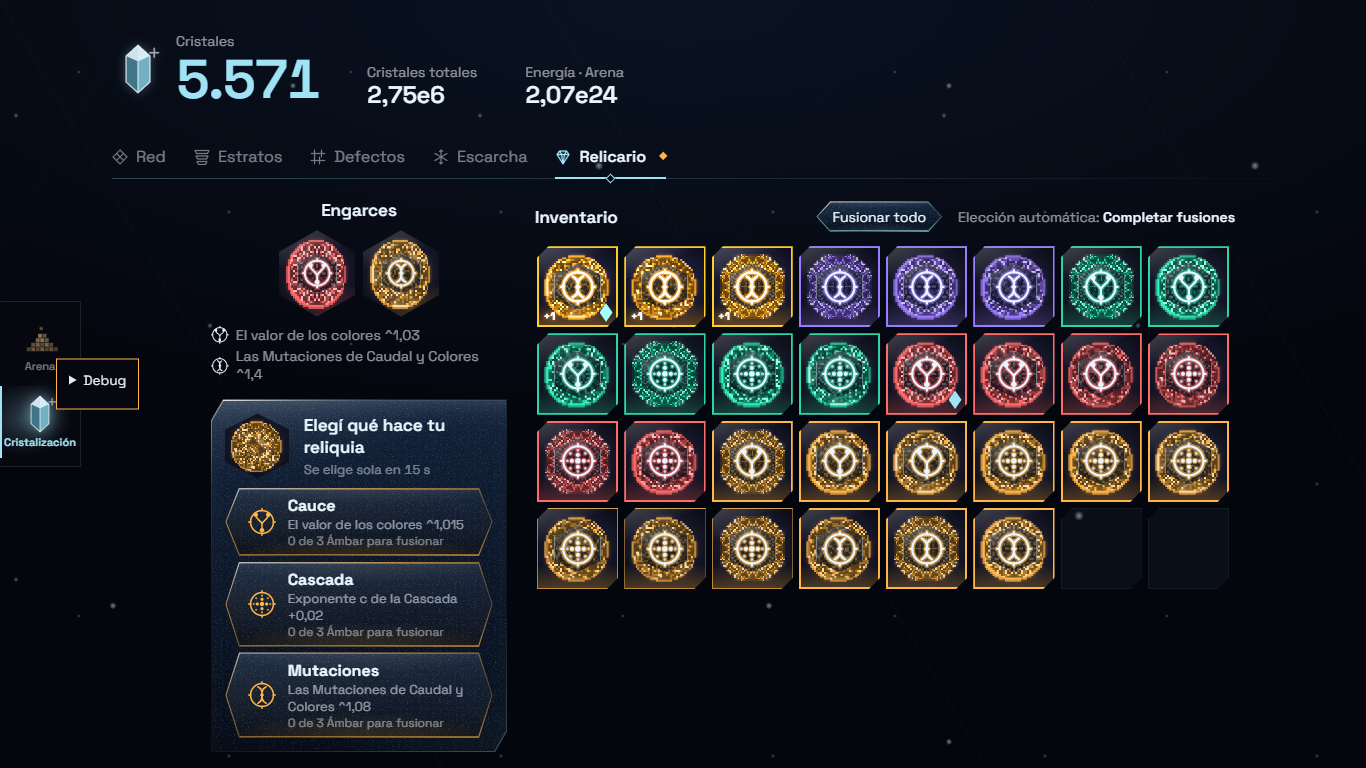 Cristales
5.571
Cristales totales
2,75e6
Energía · Arena
2,07e24
Red
Estratos
Defectos
Escarcha
Relicario
Engarces
El valor de los colores ^1,03
Las Mutaciones de Caudal y Colores
^1,4
Arena
Debug
Cristalización
Elegí qué hace tu
reliquia
Se elige sola en 15 s
Cauce
El valor de los colores ^1,015
0 de 3 Ámbar para fusionar
Cascada
Exponente c de la Cascada
+0,02
0 de 3 Ámbar para fusionar
Mutaciones
Las Mutaciones de Caudal y
Colores ^1,08
0 de 3 Ámbar para fusionar
Inventario
Fusionar todo
Elección automática: Completar fusiones
+1
+1
+1